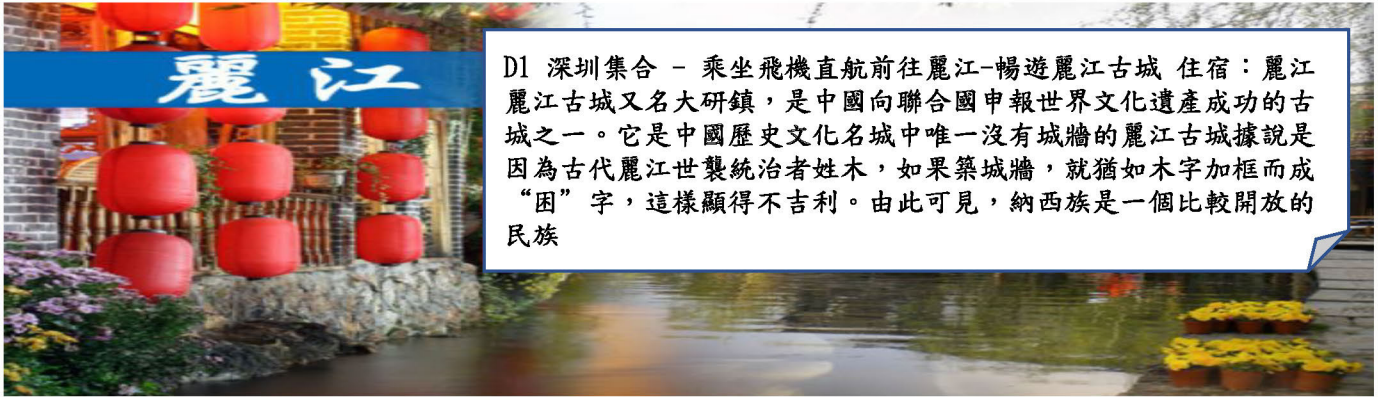 麗江
D1 深圳集合 - 乘坐飛機直航前往麗江-暢遊麗江古城 住宿：麗江
麗江古城又名大研鎮，是中國向聯合國申報世界文化遺產成功的古
城之一。它是中國歷史文化名城中唯一沒有城牆的麗江古城據說是
因為古代麗江世襲統治者姓木，如果築城牆，就猶如木字加框而成
“困”字，這樣顯得不吉利。由此可見，納西族是一個比較開放的
民族